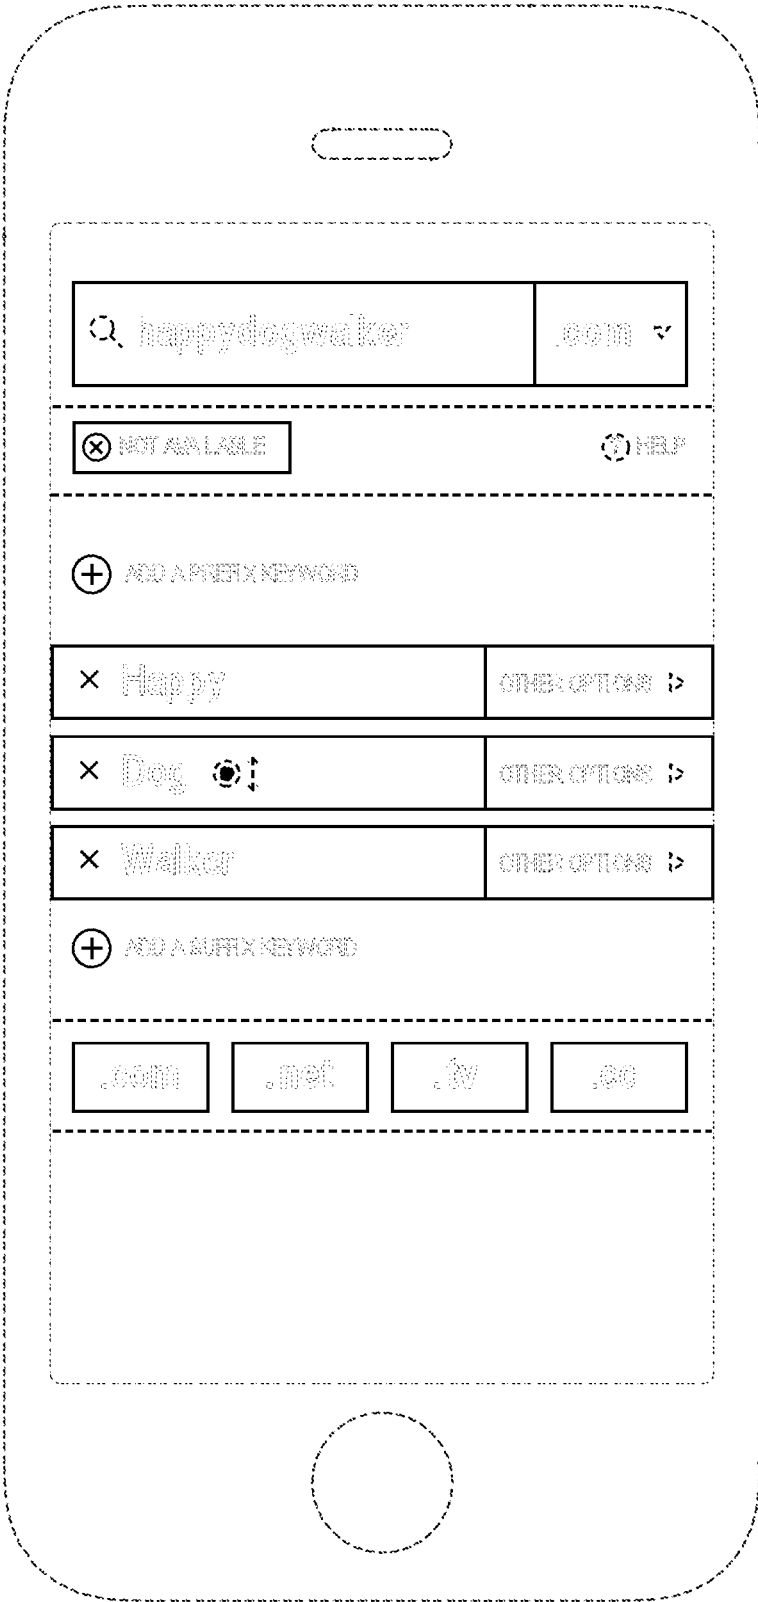 happydogwalker .com
NOT AVAILABLE ? HELP
ADD A PREFIX KEYWORD
Happy OTHER OPTIONS
Dog OTHER OPTIONS
Walker OTHER OPTIONS
ADD A SUFFIX KEYWORD
.com .net .tv .co